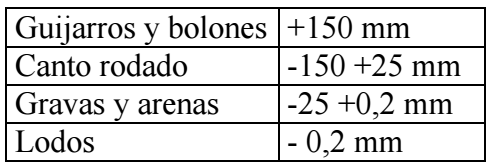 Guijarros y bolones +150 mm
Canto rodado -150 +25 mm
Gravas y arenas -25 +0,2 mm
Lodos - 0,2 mm